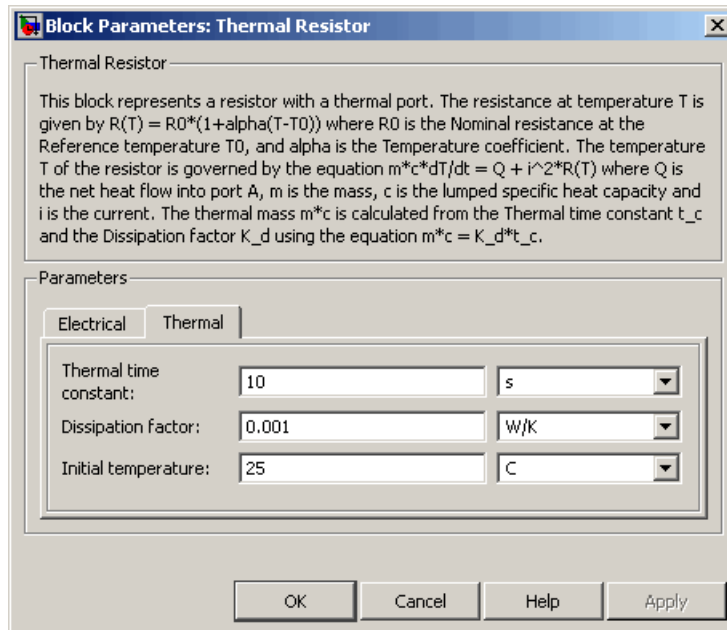 Block Parameters: Thermal Resistor
Thermal Resistor
This block represents a resistor with a thermal port. The resistance at temperature T is
given by R(T) = R0*(1+alpha(T-T0)) where R0 is the Nominal resistance at the
Reference temperature T0, and alpha is the Temperature coefficient. The temperature
T of the resistor is governed by the equation m*c*dT/dt = Q + i^2*R(T) where Q is
the net heat flow into port A, m is the mass, c is the lumped specific heat capacity and
i is the current. The thermal mass m*c is calculated from the Thermal time constant t_c
and the Dissipation factor K_d using the equation m*c = K_d*t_c.
Parameters
Electrical Thermal
Thermal time
constant: 10 s
Dissipation factor: 0.001 W/K
Initial temperature: 25 C
OK Cancel Help Apply